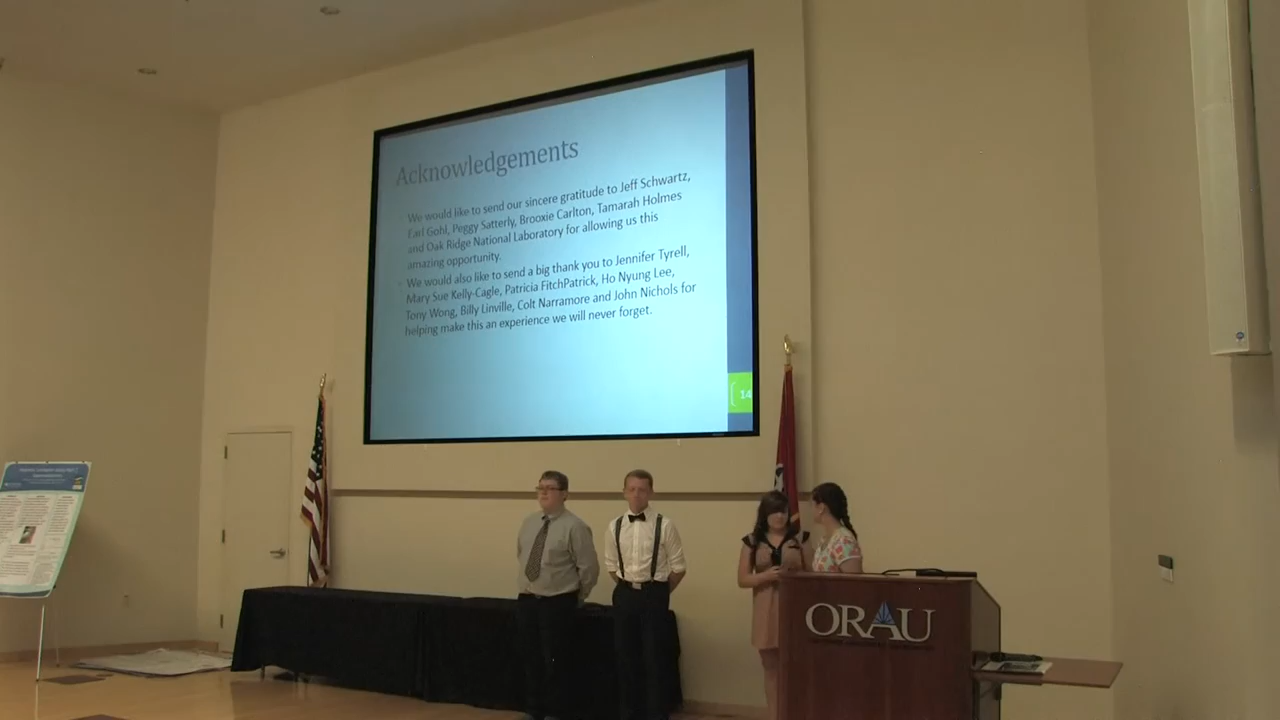 Acknowledgements
We would like to send our sincere gratitude to Jeff Schwartz,
Earl Gohl, Peggy Satterly, Brooxie Carlton, Tamarah Holmes
and Oak Ridge National Laboratory for allowing us this
amazing opportunity.
We would also like to send a big thank you to Jennifer Tyrell,
Mary Sue Kelly-Cagle, Patricia FitchPatrick, Ho Nyung Lee,
Tony Wong, Billy Linville, Colt Narramore and John Nichols for
helping make this an experience we will never forget.
14
ORAU